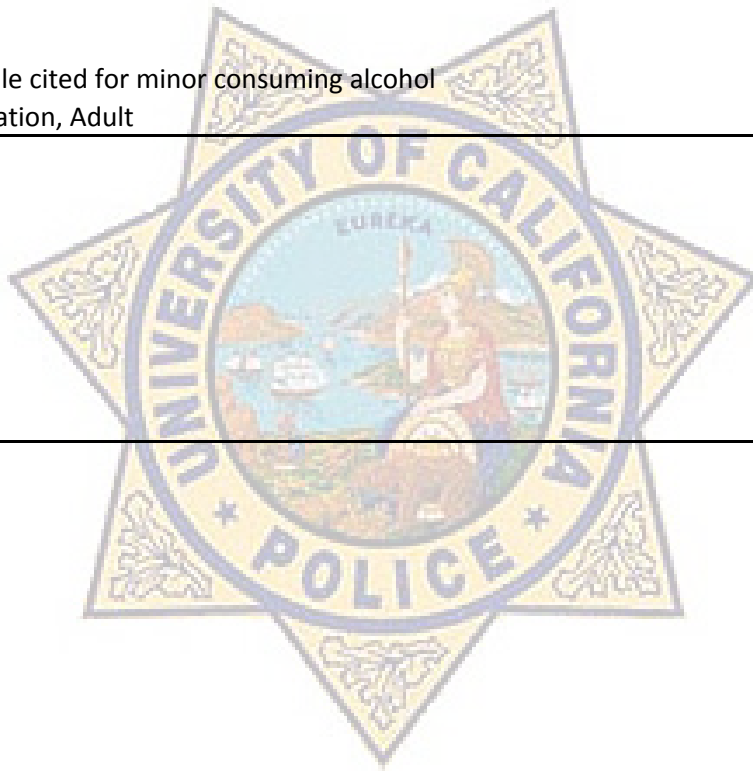 le cited for minor consuming alcohol
ation, Adult
UNIVERSITY OF CALIFORNIA
EUREKA
* POLICE *